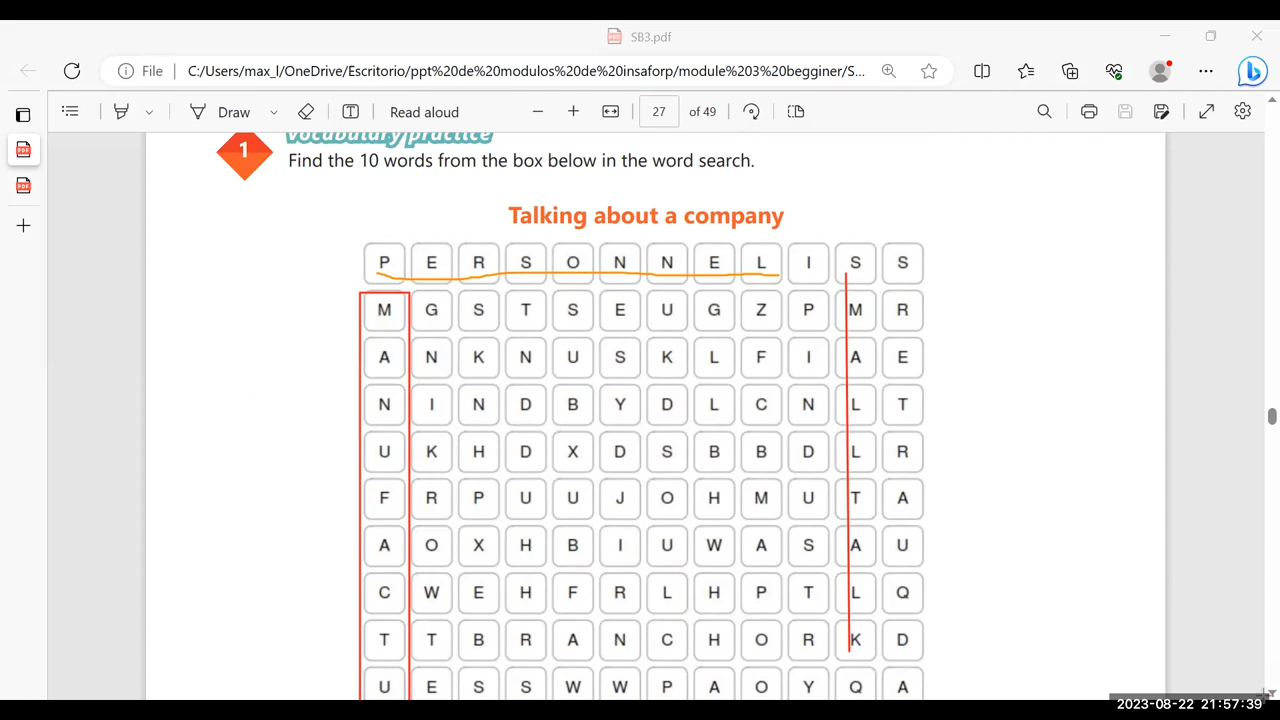 SB3.pdf
File C:/Users/max_l/OneDrive/Escritorio/ppt%20de%20modulos%20de%20insaforp/module%203%20begginer/S...
Draw Read aloud 27 of 49
1 vocabulary practice
Find the 10 words from the box below in the word search.
Talking about a company
P E R S O N N E L I S S
M G S T S E U G Z P M R
A N K N U S K L F I A E
N I N D B Y D L C N L T
U K H D X D S B B D L R
F R P U U J O H M U T A
A O X H B I U W A S A U
C W E H F R L H P T L Q
T T B R A N C H O R K D
U E S S W W P A O Y Q A
2023-08-22 21:57:39